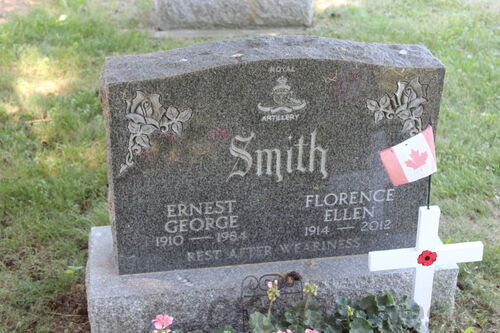 ROYAL
ARTILLERY
Smith
ERNEST
GEORGE
1910 — 1984
FLORENCE
ELLEN
1914 — 2012
REST AFTER WEARINESS